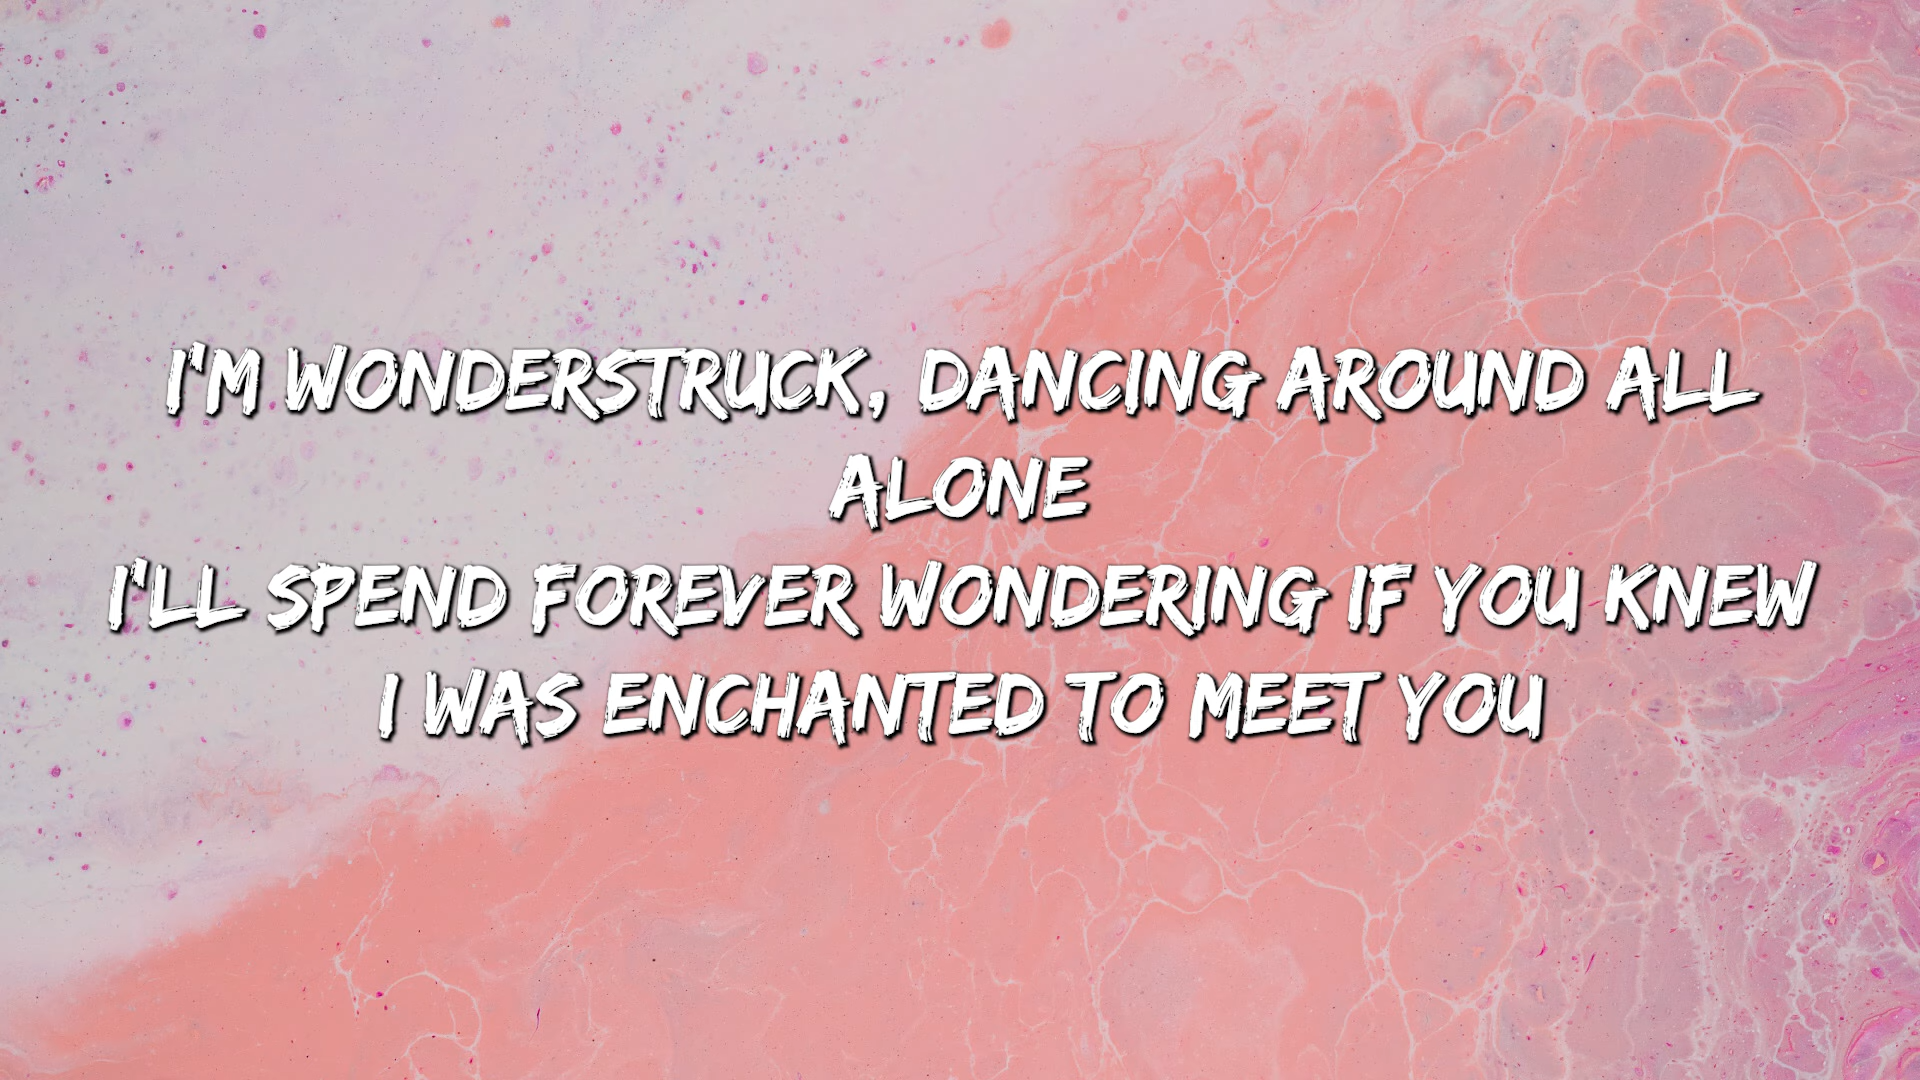 I'M WONDERSTRUCK, DANCING AROUND ALL
ALONE
I'LL SPEND FOREVER WONDERING IF YOU KNEW
I WAS ENCHANTED TO MEET YOU